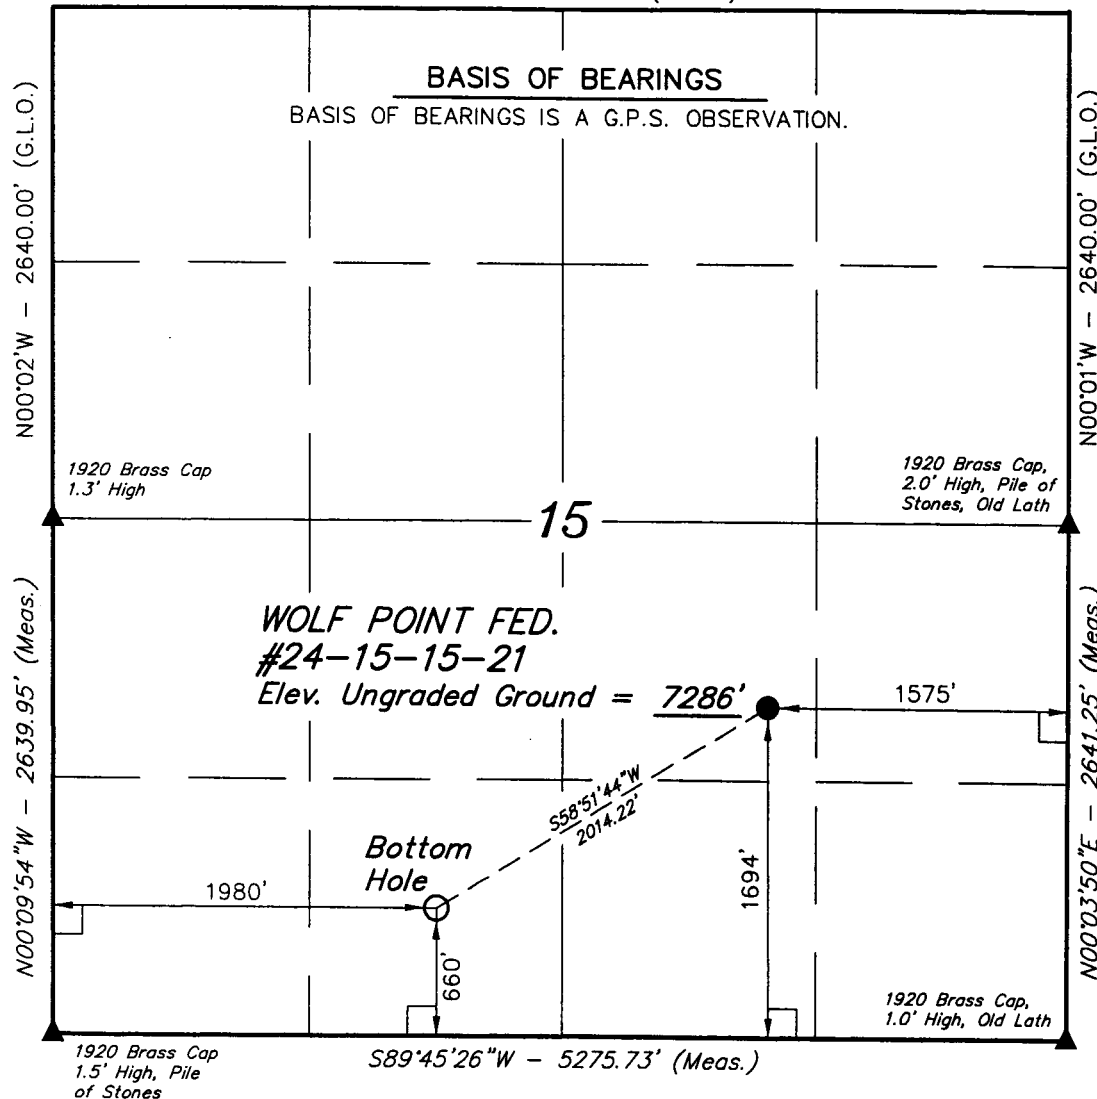 BASIS OF BEARINGS
BASIS OF BEARINGS IS A G.P.S. OBSERVATION.
N00°02'W - 2640.00' (G.L.O.)
N00°01'W - 2640.00' (G.L.O.)
1920 Brass Cap
1.3' High
1920 Brass Cap,
2.0' High, Pile of
Stones, Old Lath
15
WOLF POINT FED.
#24-15-15-21
Elev. Ungraded Ground = 7286'
1575'
N00°09'54"W - 2639.95' (Meas.)
N00°03'50"E - 2641.25' (Meas.)
S58°51'44"W
2014.22'
Bottom
Hole
1980'
1694'
660'
1920 Brass Cap,
1.0' High, Old Lath
1920 Brass Cap
1.5' High, Pile
of Stones
S89°45'26"W - 5275.73' (Meas.)